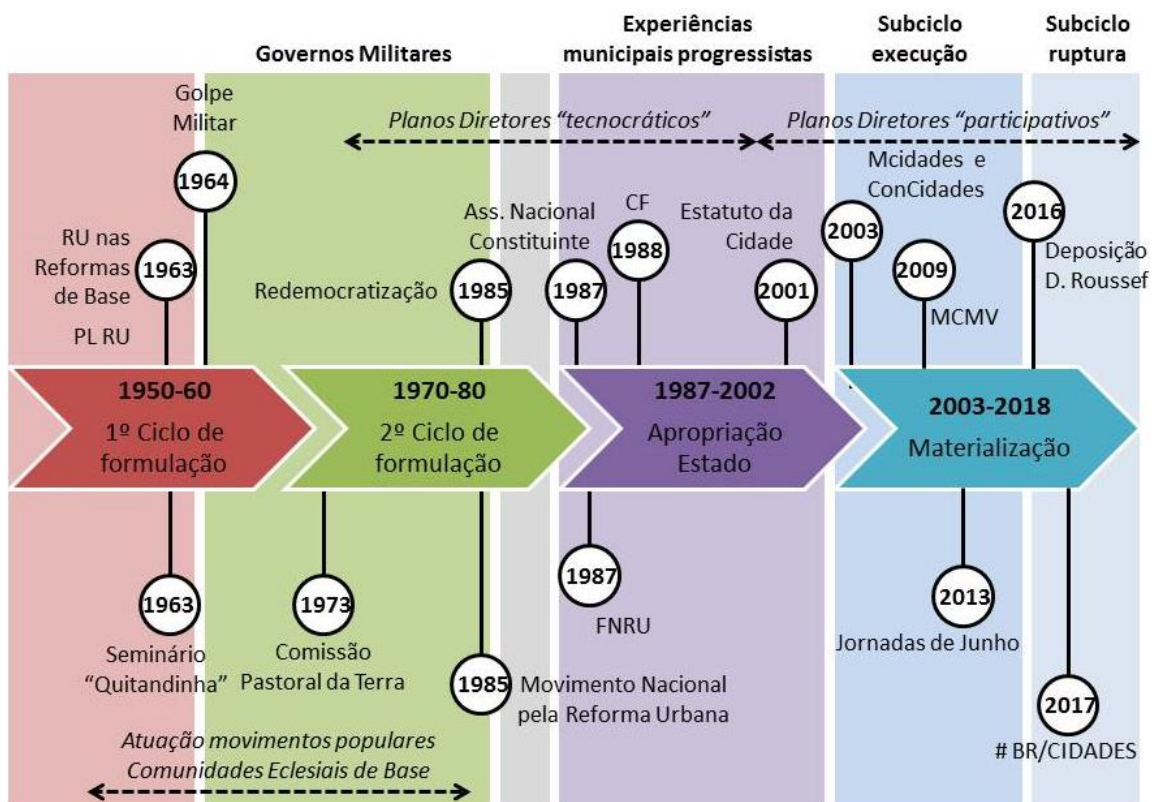 Governos Militares
Experiências
municipais progressistas
Subciclo
execução
Subciclo
ruptura
Golpe
Militar
1964
Planos Diretores “tecnocráticos”
Planos Diretores “participativos”
RU nas
Reformas
de Base
PL RU
1963
Redemocratização
1985
Ass. Nacional
Constituinte
1987
CF
1988
Estatuto da
Cidade
2001
Mcidades e
ConCidades
2003
2009
MCMV
2016
Deposição
D. Roussef
1950-60
1º Ciclo de
formulação
1970-80
2º Ciclo de
formulação
1987-2002
Apropriação
Estado
2003-2018
Materialização
1963
Seminário
“Quitandinha”
1973
Comissão
Pastoral da Terra
1985
Movimento Nacional
pela Reforma Urbana
1987
FNRU
2013
Jornadas de Junho
2017
# BR/CIDADES
Atuação movimentos populares
Comunidades Eclesiais de Base